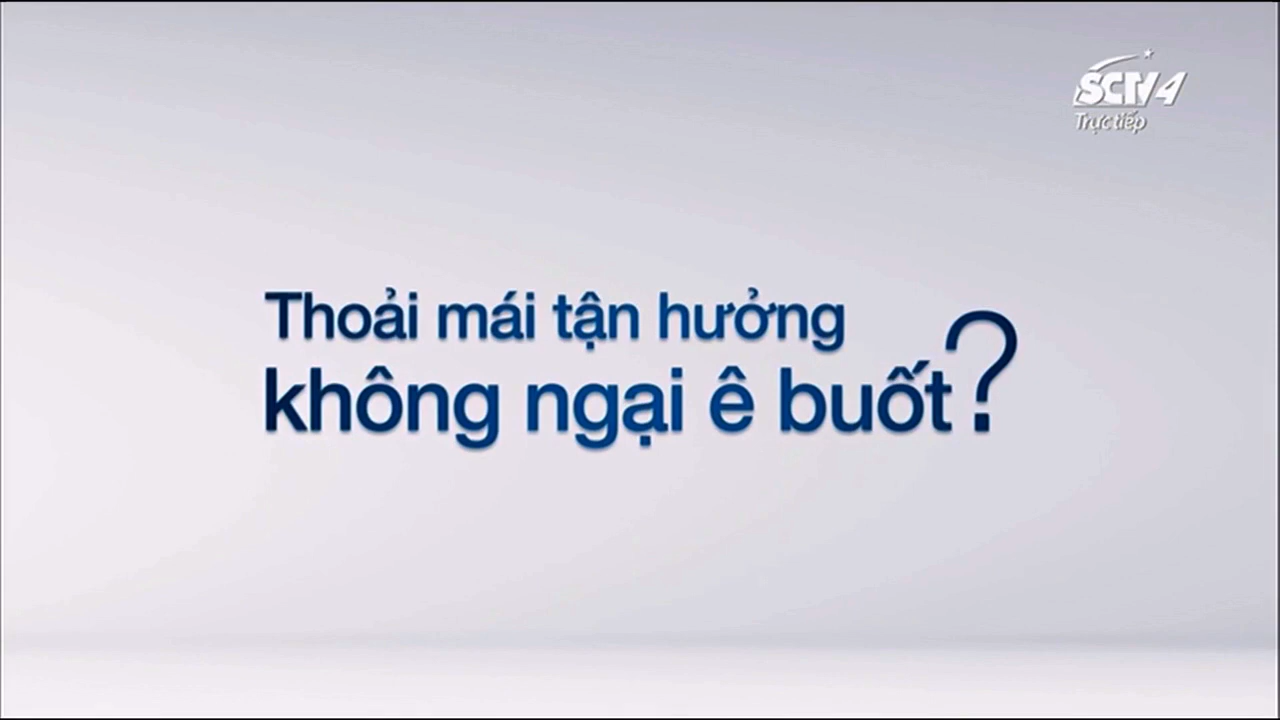 SCTV4
Trực tiếp
Thoải mái tận hưởng
không ngại ê buốt?